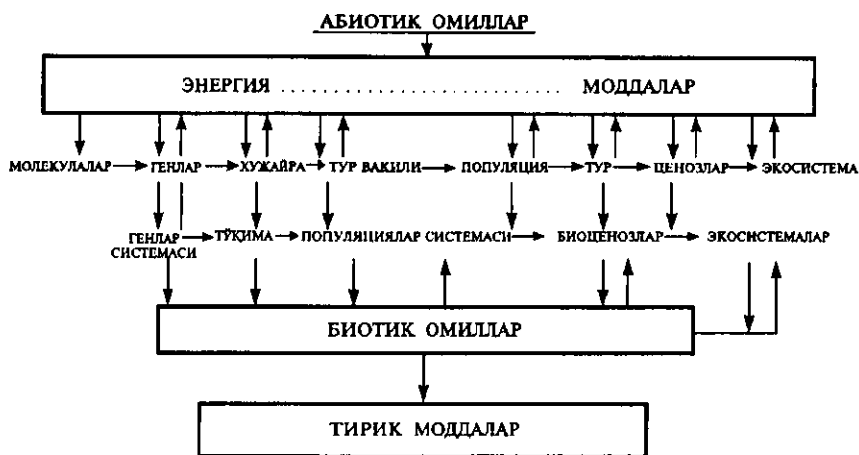 АБИОТИК ОМИЛЛАР
ЭНЕРГИЯ . . . . . . . . . . . . . . . . . . . . . . . . . . . . . . МОДДАЛАР
МОЛЕКУЛАЛАР ГЕНЛАР ХУЖАЙРА ТУР ВАКИЛИ ПОПУЛЯЦИЯ ТУР ЦЕНОЗЛАР ЭКОСИСТЕМА
ГЕНЛАР СИСТЕМАСИ ТЎҚИМА ПОПУЛЯЦИЯЛАР СИСТЕМАСИ БИОЦЕНОЗЛАР ЭКОСИСТЕМАЛАР
БИОТИК ОМИЛЛАР
ТИРИК МОДДАЛАР